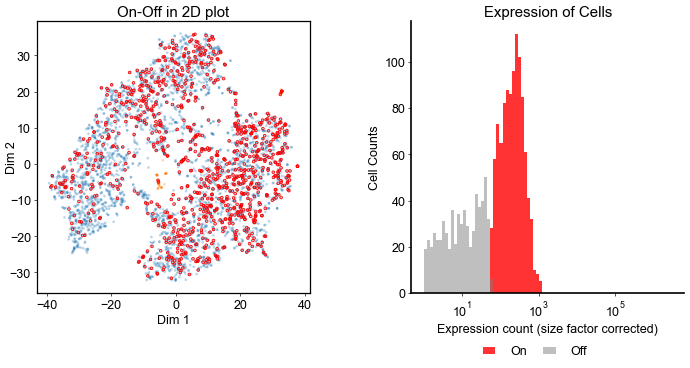 On-Off in 2D plot
30
20
10
0
−10
−20
−30
Dim 2
−40
−20
0
20
40
Dim 1
Expression of Cells
100
80
60
40
20
0
Cell Counts
10^1
10^3
10^5
Expression count (size factor corrected)
On
Off